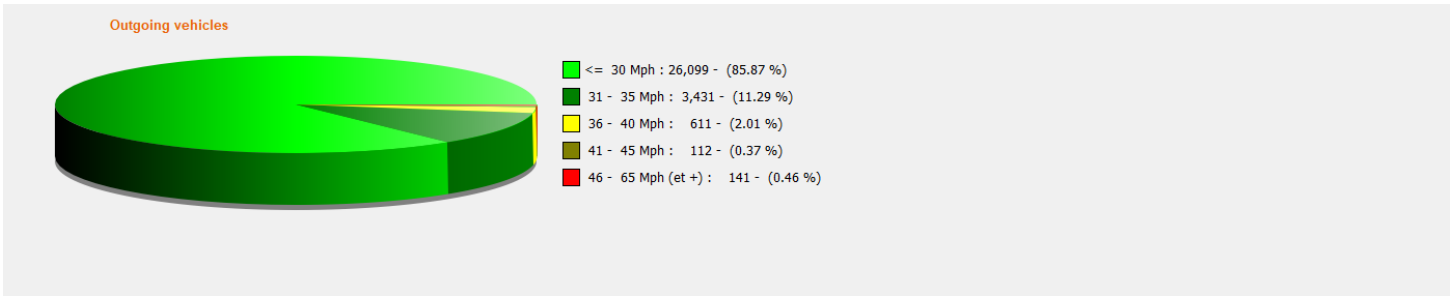 Outgoing vehicles
<= 30 Mph : 26,099 - (85.87 %)
31 - 35 Mph : 3,431 - (11.29 %)
36 - 40 Mph : 611 - (2.01 %)
41 - 45 Mph : 112 - (0.37 %)
46 - 65 Mph (et +) : 141 - (0.46 %)